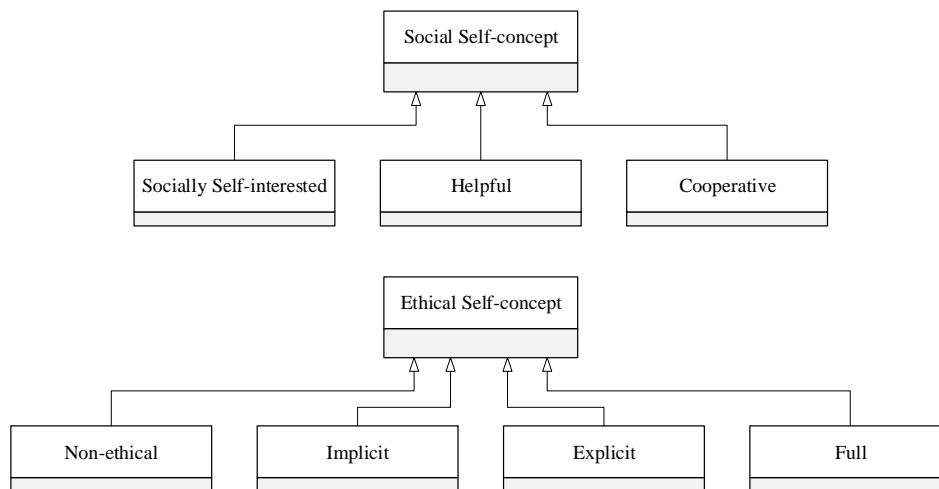 Social Self-concept
Socially Self-interested
Helpful
Cooperative
Ethical Self-concept
Non-ethical
Implicit
Explicit
Full